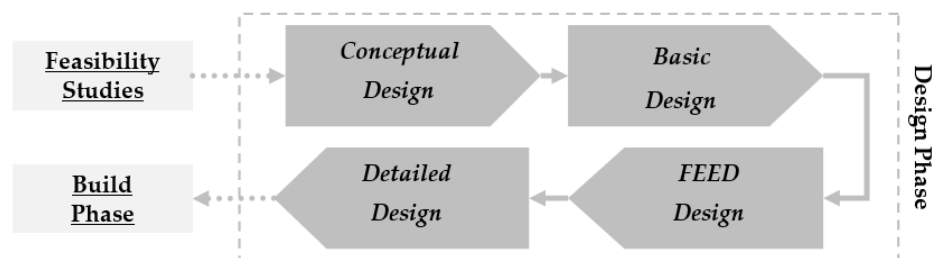 Feasibility
Studies
Conceptual
Design
Basic
Design
Design Phase
FEED
Design
Detailed
Design
Build
Phase